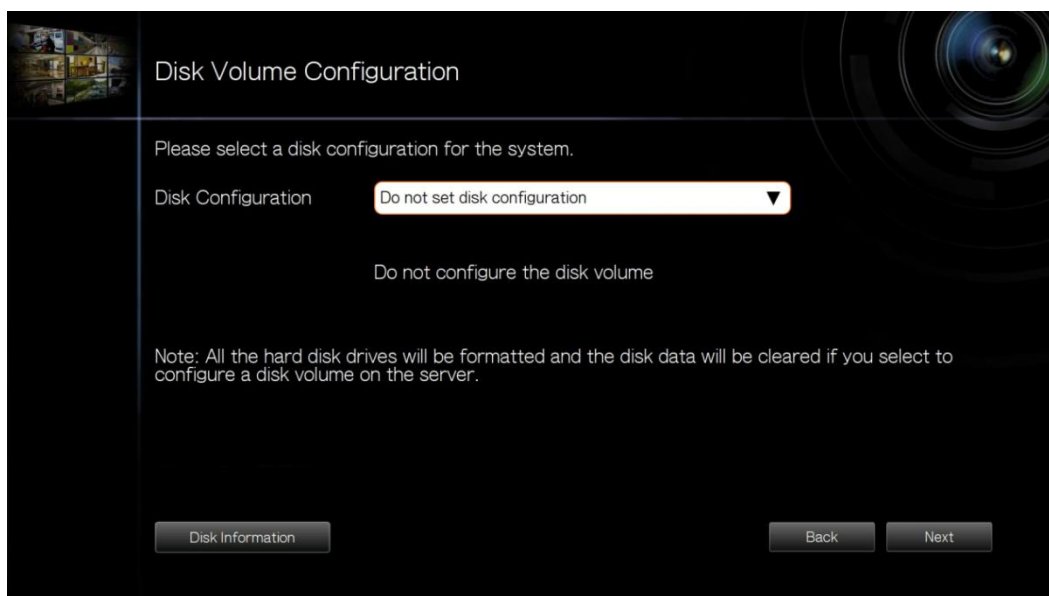 Disk Volume Configuration
Please select a disk configuration for the system.
Disk Configuration
Do not set disk configuration
Do not configure the disk volume
Note: All the hard disk drives will be formatted and the disk data will be cleared if you select to
configure a disk volume on the server.
Disk Information
Back
Next